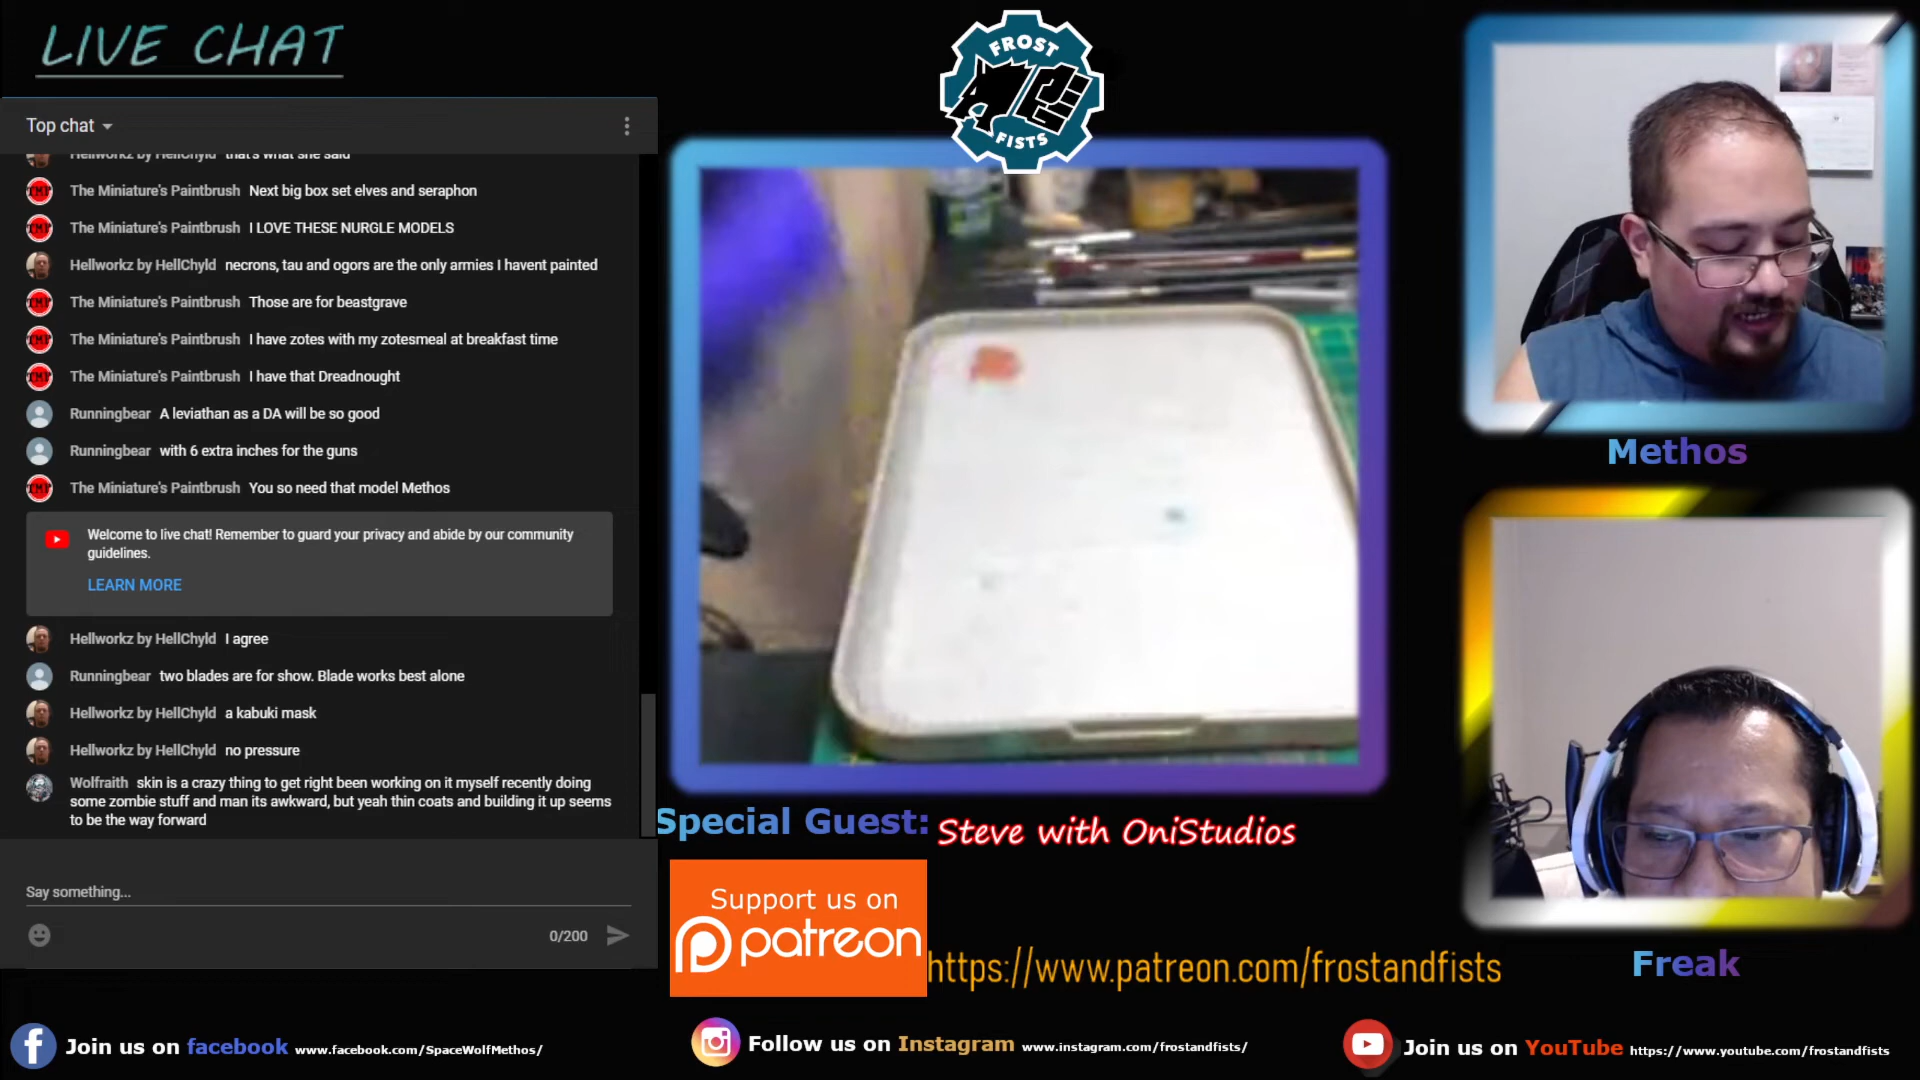 LIVE CHAT
FROST
FISTS
Top chat
Hellworkz by HellChyld that's what she said
The Miniature's Paintbrush Next big box set elves and seraphon
The Miniature's Paintbrush I LOVE THESE NURGLE MODELS
Hellworkz by HellChyld necrons, tau and ogors are the only armies I havent painted
The Miniature's Paintbrush Those are for beastgrave
The Miniature's Paintbrush I have zotes with my zotesmeal at breakfast time
The Miniature's Paintbrush I have that Dreadnought
Runningbear A leviathan as a DA will be so good
Runningbear with 6 extra inches for the guns
The Miniature's Paintbrush You so need that model Methos
Welcome to live chat! Remember to guard your privacy and abide by our community
guidelines.
LEARN MORE
Hellworkz by HellChyld I agree
Runningbear two blades are for show. Blade works best alone
Hellworkz by HellChyld a kabuki mask
Hellworkz by HellChyld no pressure
Wolfraith skin is a crazy thing to get right been working on it myself recently doing
some zombie stuff and man its awkward, but yeah thin coats and building it up seems
to be the way forward
Say something...
0/200
Methos
Special Guest: Steve with OniStudios
Support us on
patreon
https://www.patreon.com/frostandfists
Freak
Join us on facebook www.facebook.com/SpaceWolfMethos/
Follow us on Instagram www.instagram.com/frostandfists/
Join us on YouTube https://www.youtube.com/frostandfists